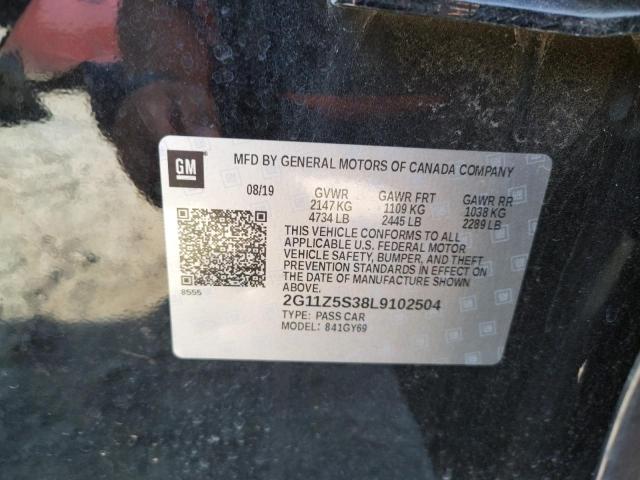 GM
MFD BY GENERAL MOTORS OF CANADA COMPANY
08/19 GVWR GAWR FRT GAWR RR
2147 KG 1109 KG 1038 KG
4734 LB 2445 LB 2289 LB
THIS VEHICLE CONFORMS TO ALL
APPLICABLE U.S. FEDERAL MOTOR
VEHICLE SAFETY, BUMPER, AND THEFT
PREVENTION STANDARDS IN EFFECT ON
THE DATE OF MANUFACTURE SHOWN
ABOVE.
8555
2G11Z5S38L9102504
TYPE: PASS CAR
MODEL: 841GY69